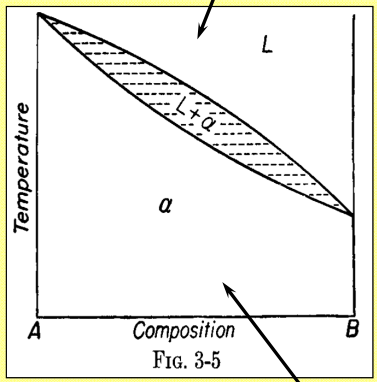 L
L+α
Temperature
α
A Composition B
FIG. 3-5